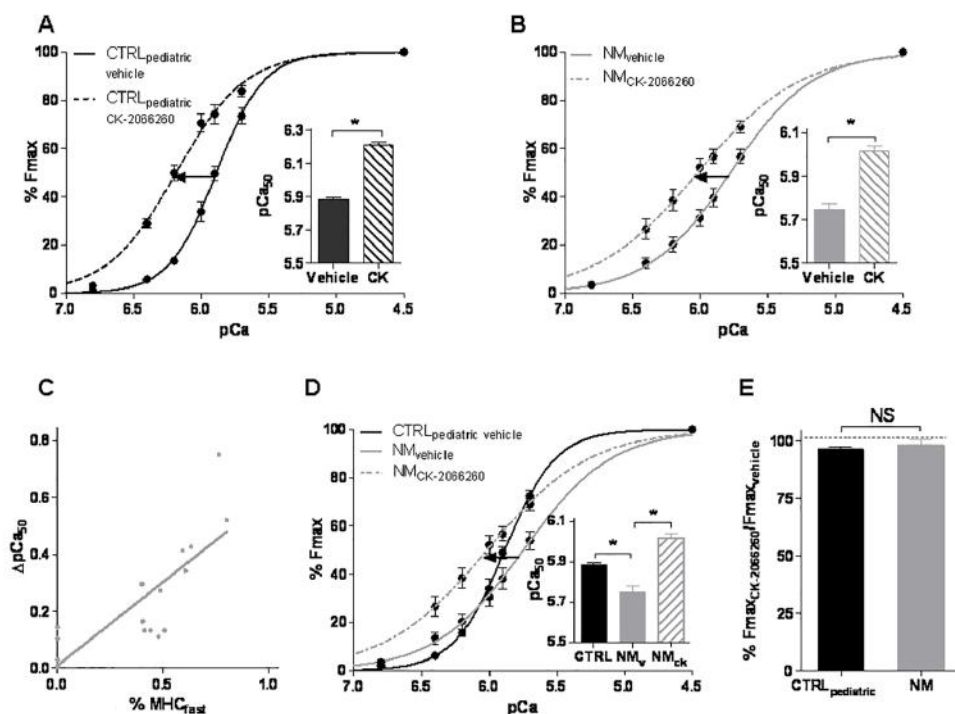 A
CTRLpediatric
vehicle
CTRLpediatric
CK-2066260
% Fmax
100
80
60
40
20
0
7.0 6.5 6.0 5.5 5.0 4.5
pCa
pCa50
6.3
6.1
5.9
5.7
5.5
*
Vehicle CK
B
NMvehicle
NMCK-2066260
% Fmax
100
80
60
40
20
0
7.0 6.5 6.0 5.5 5.0 4.5
pCa
pCa50
6.1
5.9
5.7
5.5
*
Vehicle CK
C
ΔpCa50
0.8
0.6
0.4
0.2
0.0
0.0 0.5 1.0
% MHCfast
D
CTRLpediatric vehicle
NMvehicle
NMCK-2066260
% Fmax
100
80
60
40
20
0
7.0 6.5 6.0 5.5 5.0 4.5
pCa
pCa50
6.1
5.9
5.7
5.5
* *
CTRL NMv NMck
E
NS
% FmaxCK-2066260/Fmaxvehicle
100
75
50
25
0
CTRLpediatric NM